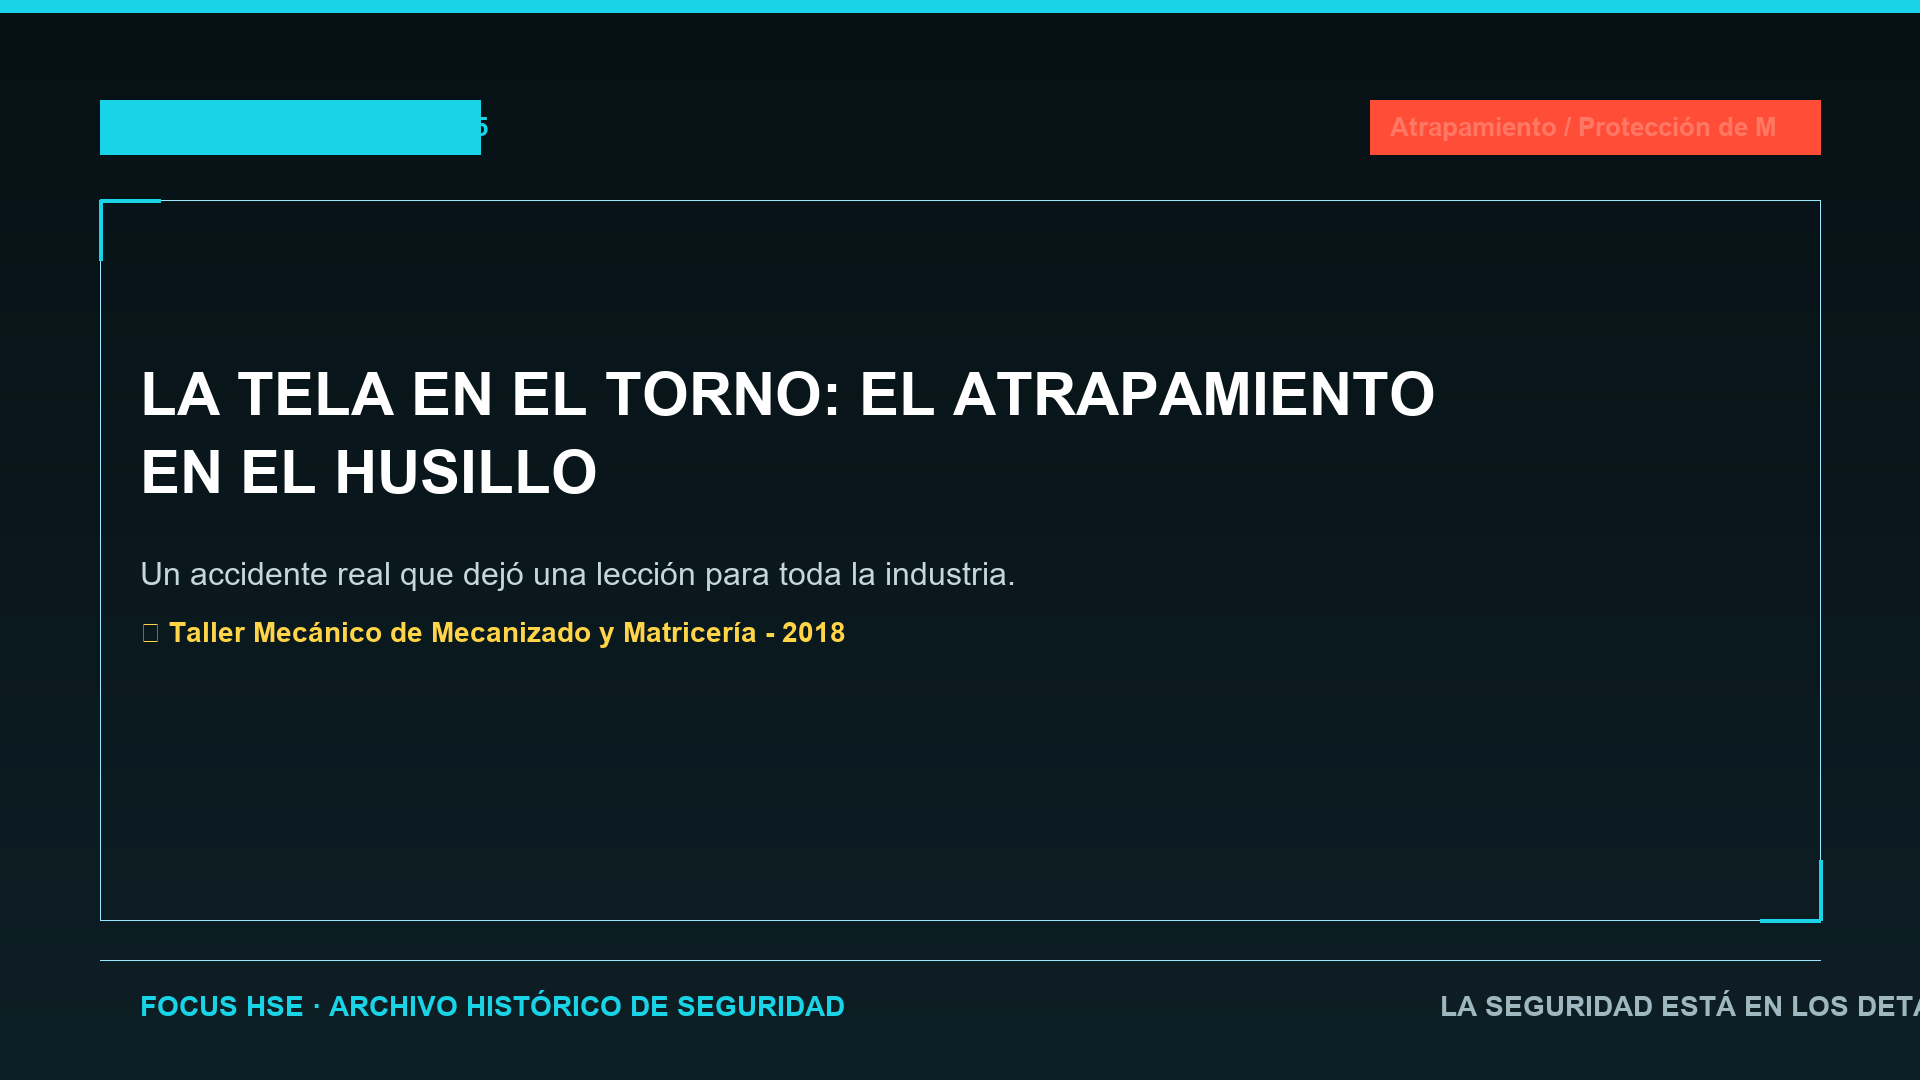 5
Atrapamiento / Protección de M
LA TELA EN EL TORNO: EL ATRAPAMIENTO
EN EL HUSILLO
Un accidente real que dejó una lección para toda la industria.
Taller Mecánico de Mecanizado y Matricería - 2018
FOCUS HSE · ARCHIVO HISTÓRICO DE SEGURIDAD
LA SEGURIDAD ESTÁ EN LOS DETA